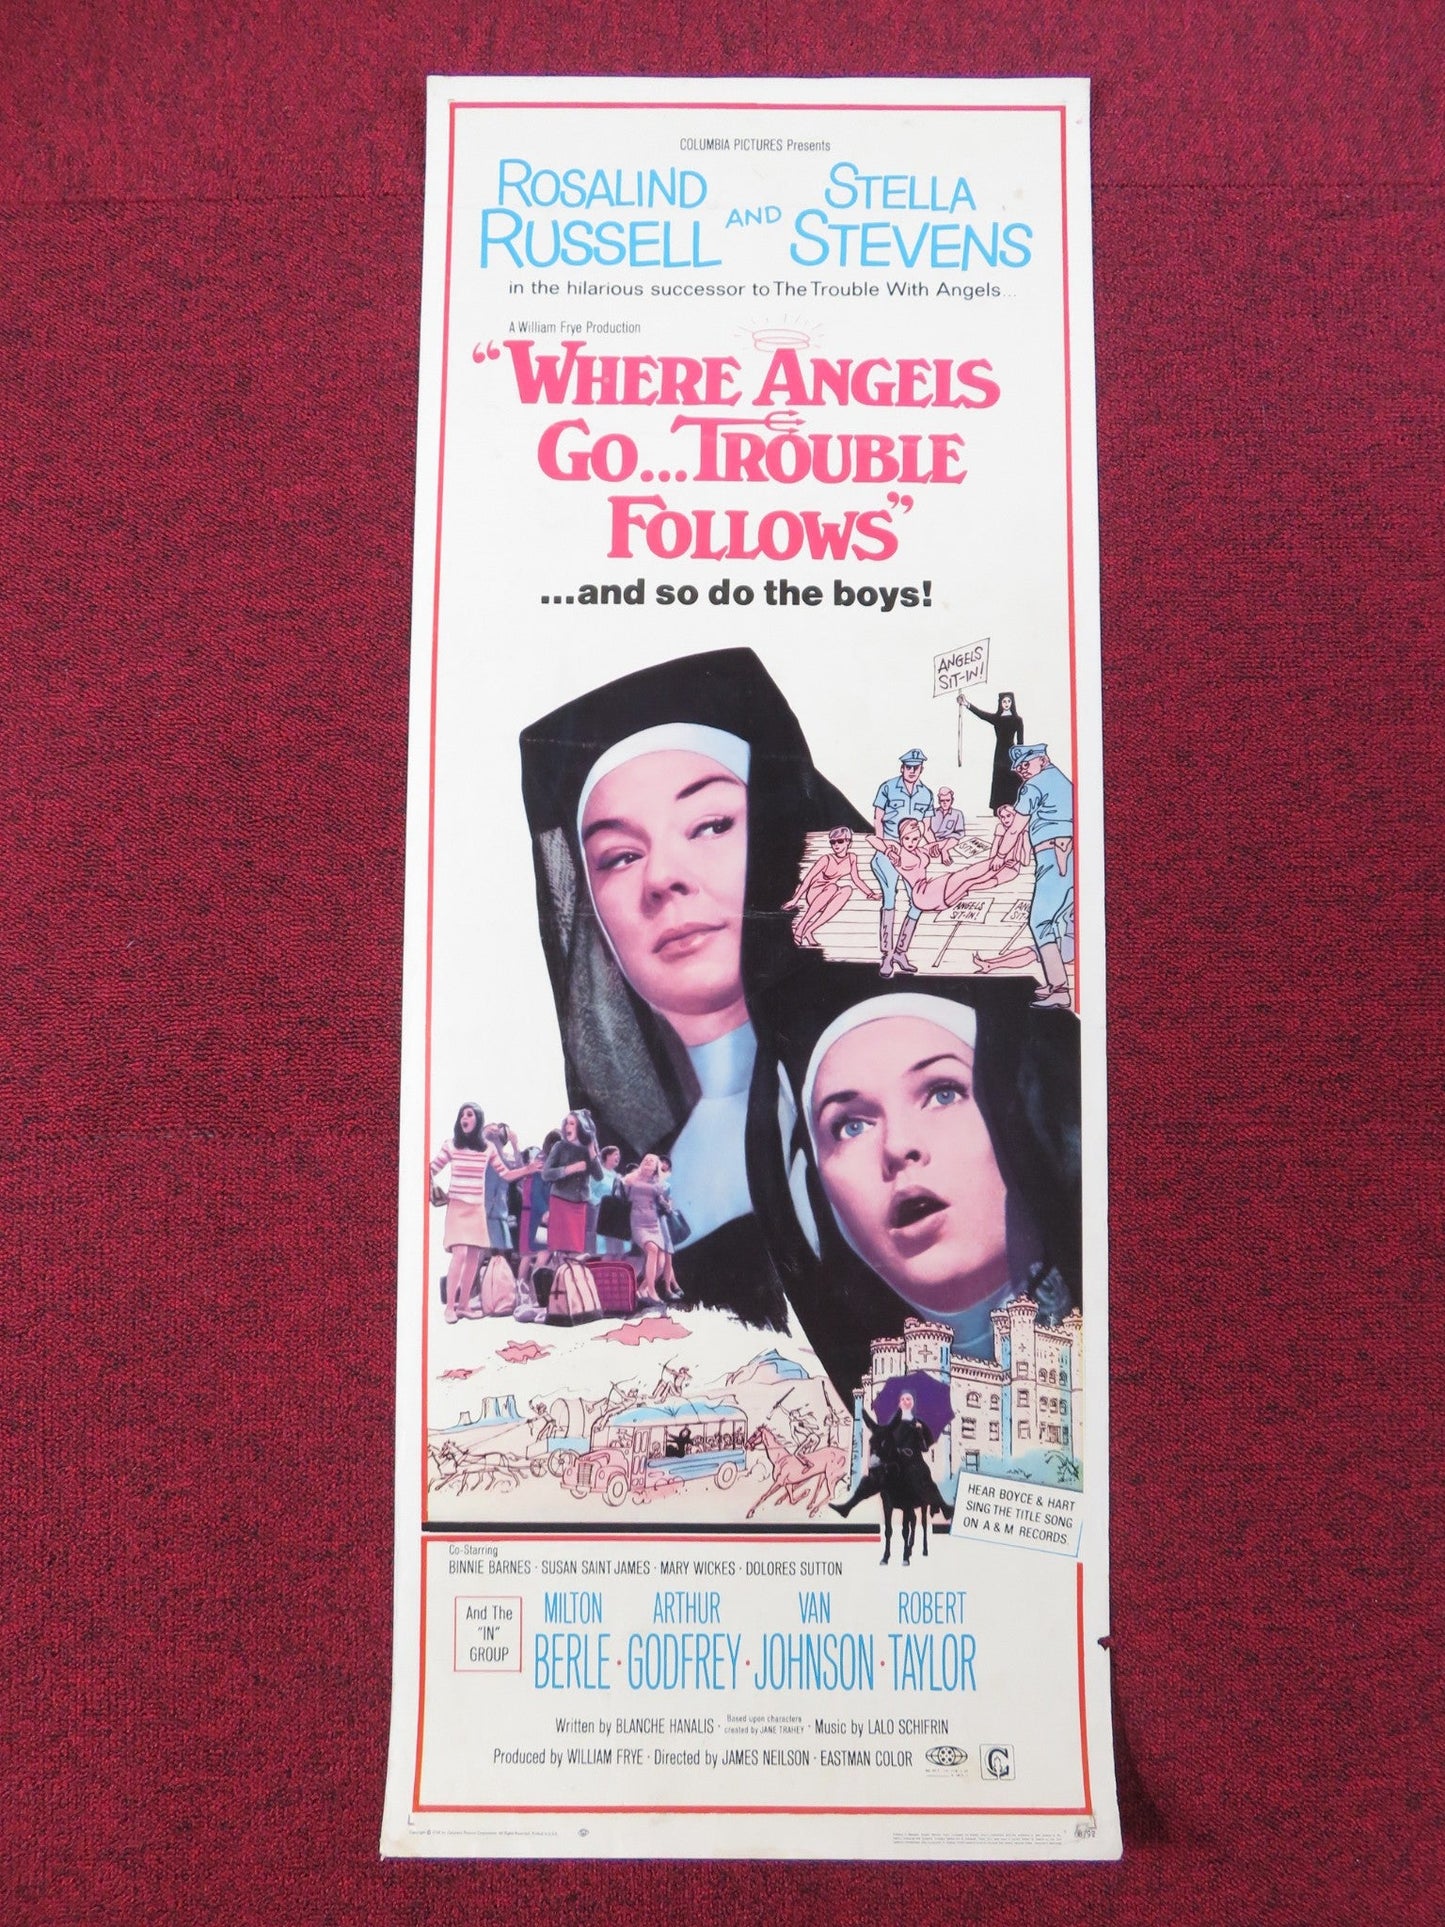 COLUMBIA PICTURES Presents
ROSALIND RUSSELL AND STELLA STEVENS
in the hilarious successor to The Trouble With Angels...
A William Frye Production
"WHERE ANGELS
GO... TROUBLE
FOLLOWS"
...and so do the boys!
ANGELS
SIT-IN!
ANGELS
SIT-IN!
HEAR BOYCE & HART
SING THE TITLE SONG
ON A & M RECORDS.
Co-Starring
BINNIE BARNES · SUSAN SAINT JAMES · MARY WICKES · DOLORES SUTTON
And The
"IN"
GROUP
MILTON BERLE · ARTHUR GODFREY · VAN JOHNSON · ROBERT TAYLOR
Written by BLANCHE HANALIS · Based upon characters created by JANE TRAHEY · Music by LALO SCHIFRIN
Produced by WILLIAM FRYE · Directed by JAMES NEILSON · EASTMAN COLOR